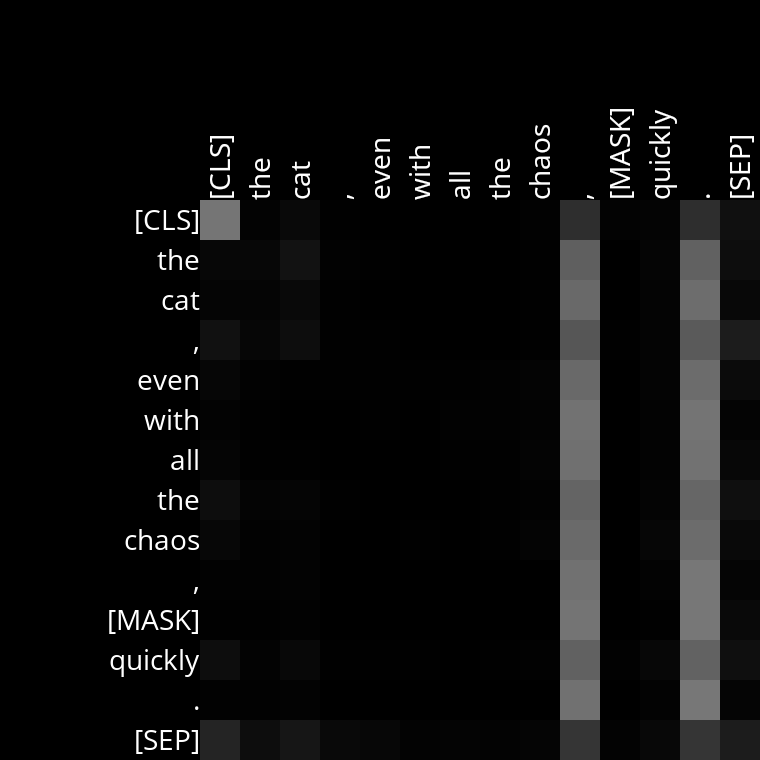 [CLS] the cat , even with all the chaos , [MASK] quickly . [SEP]
[CLS]
the
cat
,
even
with
all
the
chaos
,
[MASK]
quickly
.
[SEP]